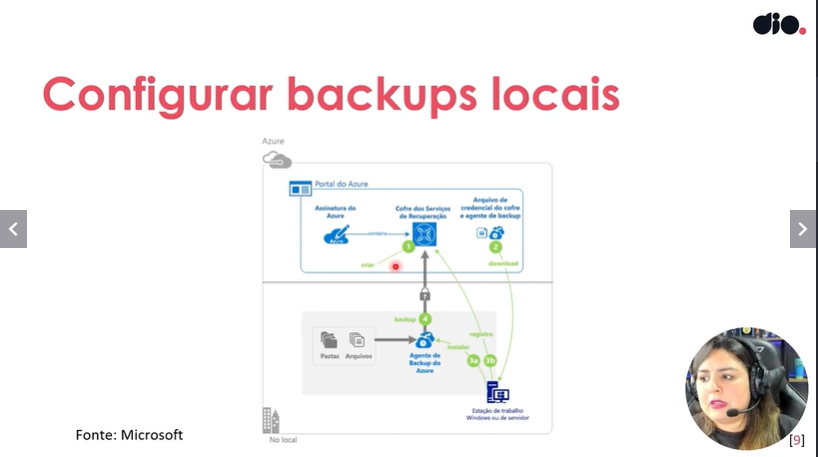 dio.
Configurar backups locais
Azure
Portal do Azure
Assinatura do
Azure
Cofre dos Serviços
de Recuperação
Arquivo de
credencial do cofre
e agente de backup
Azure
contém
1
2
criar
download
backup
4
registro
instalar
3a
3b
Pastas
Arquivos
Agente de
Backup do
Azure
Estação de trabalho
Windows ou de servidor
Fonte: Microsoft
No local
[9]